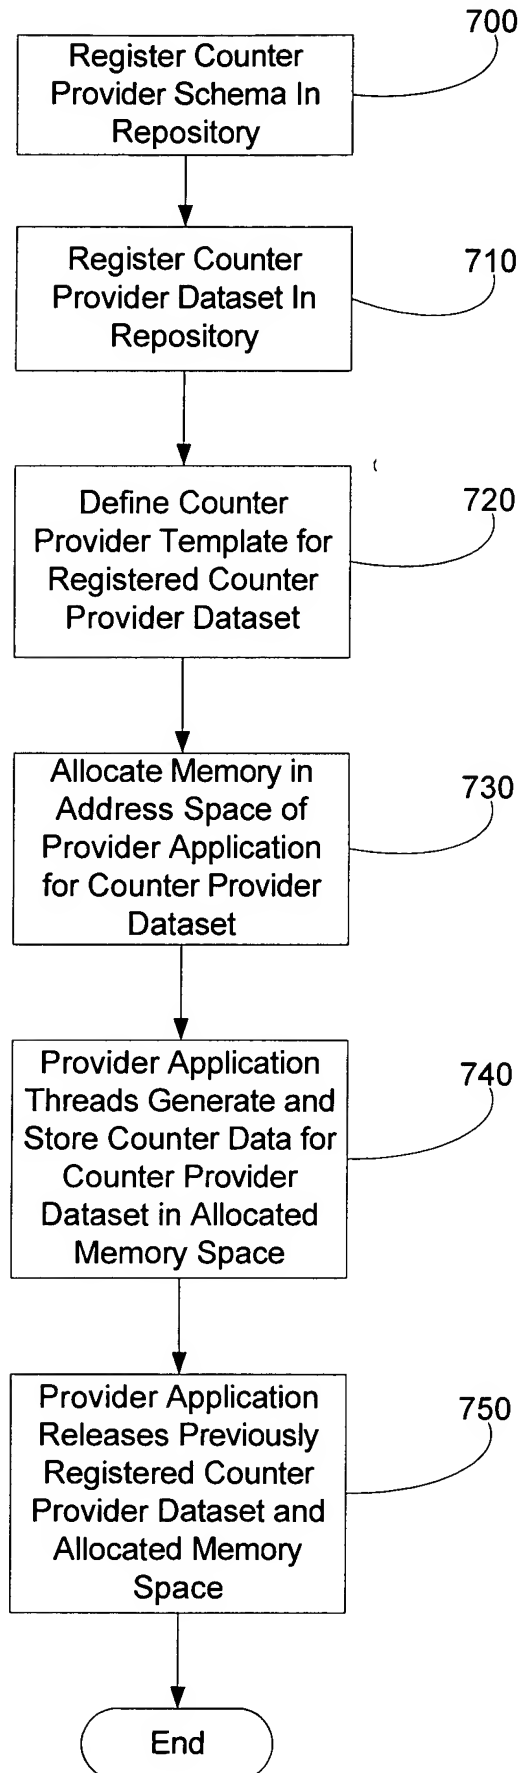 700
Register Counter
Provider Schema In
Repository
710
Register Counter
Provider Dataset In
Repository
720
Define Counter
Provider Template for
Registered Counter
Provider Dataset
730
Allocate Memory in
Address Space of
Provider Application
for Counter Provider
Dataset
740
Provider Application
Threads Generate and
Store Counter Data for
Counter Provider
Dataset in Allocated
Memory Space
750
Provider Application
Releases Previously
Registered Counter
Provider Dataset and
Allocated Memory
Space
End